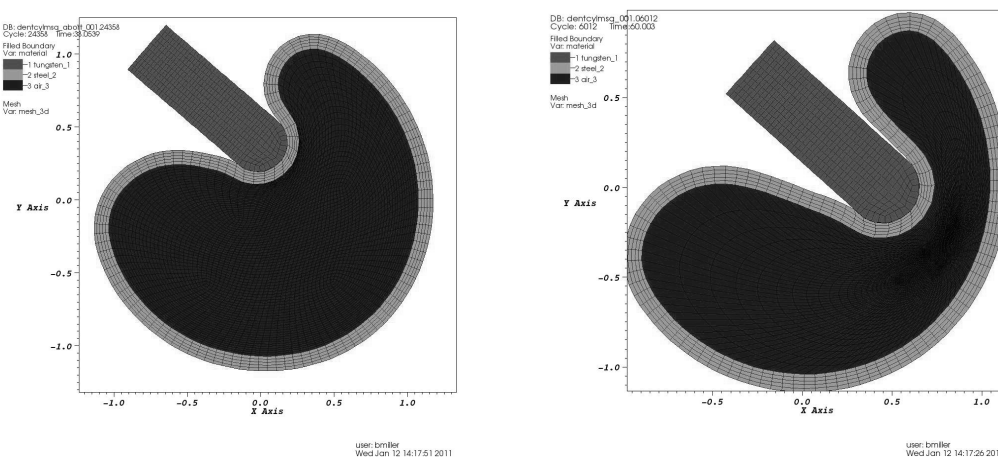 DB: dentcylmsq_abott_001.24358
Cycle: 24358 Time:38.0539
Filled Boundary
Var: material
1 tungsten_1
2 steel_2
3 air_3
Mesh
Var: mesh_3d
1.0
0.5
0.0
-0.5
-1.0
Y Axis
-1.0 -0.5 0.0 0.5 1.0
X Axis
user: bmiller
Wed Jan 12 14:17:51 2011
DB: dentcylmsq_001.06012
Cycle: 6012 Time:60.003
Filled Boundary
Var: material
1 tungsten_1
2 steel_2
3 air_3
Mesh
Var: mesh_3d
0.5
0.0
-0.5
-1.0
Y Axis
-0.5 0.0 0.5
X Axis
user: bmiller
Wed Jan 12 14:17:26 201